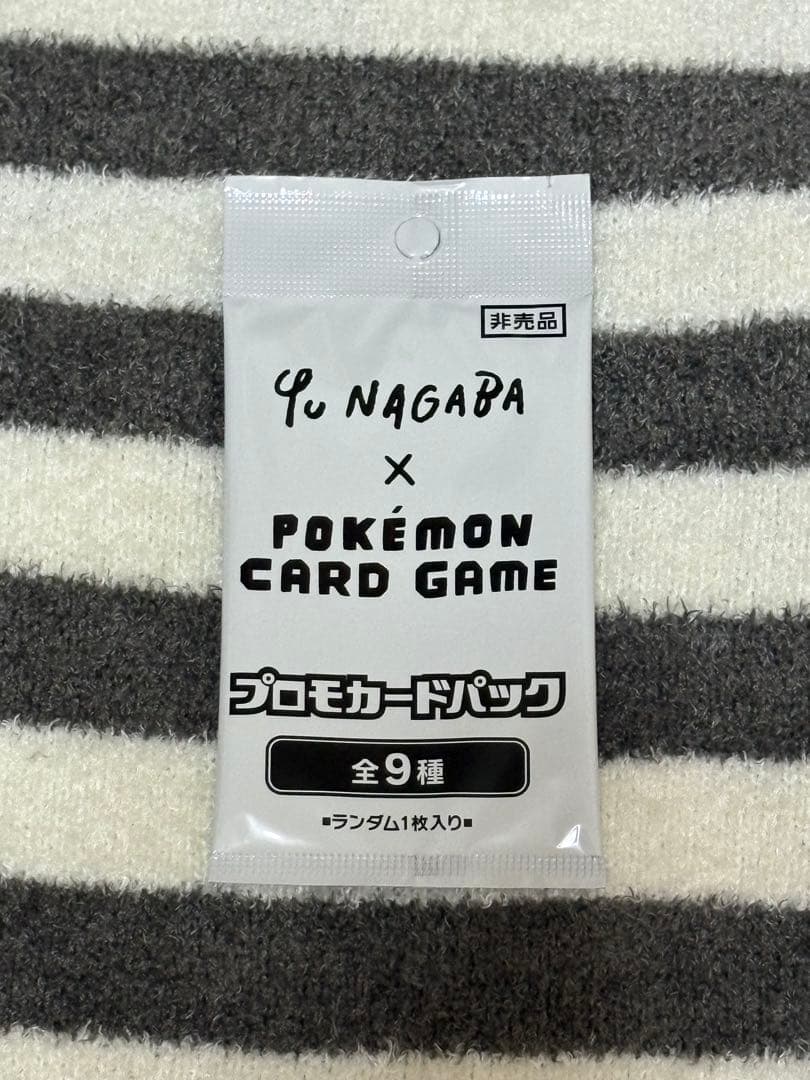 非売品
Yu NAGABA
×
POKÉMON
CARD GAME
プロモカードパック
全9種
■ランダム1枚入り■